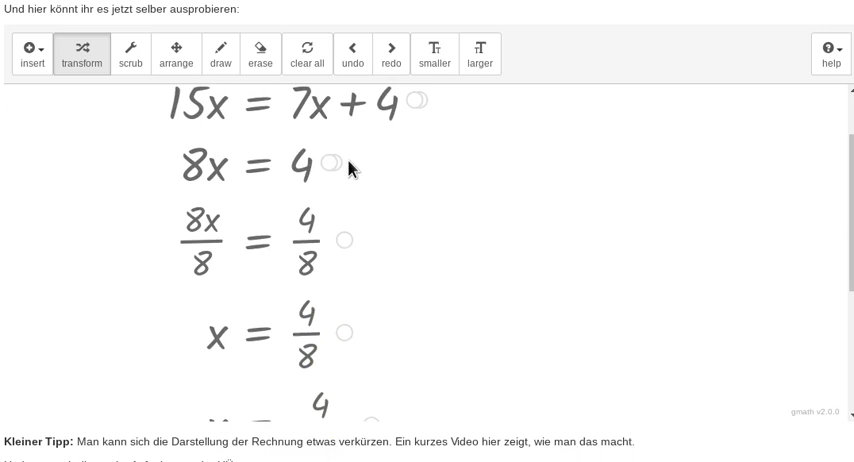 Und hier könnt ihr es jetzt selber ausprobieren:
insert transform scrub arrange draw erase clear all undo redo smaller larger help
15x = 7x + 4
8x = 4
8x/8 = 4/8
x = 4/8
4
gmath v2.0.0
Kleiner Tipp: Man kann sich die Darstellung der Rechnung etwas verkürzen. Ein kurzes Video hier zeigt, wie man das macht.